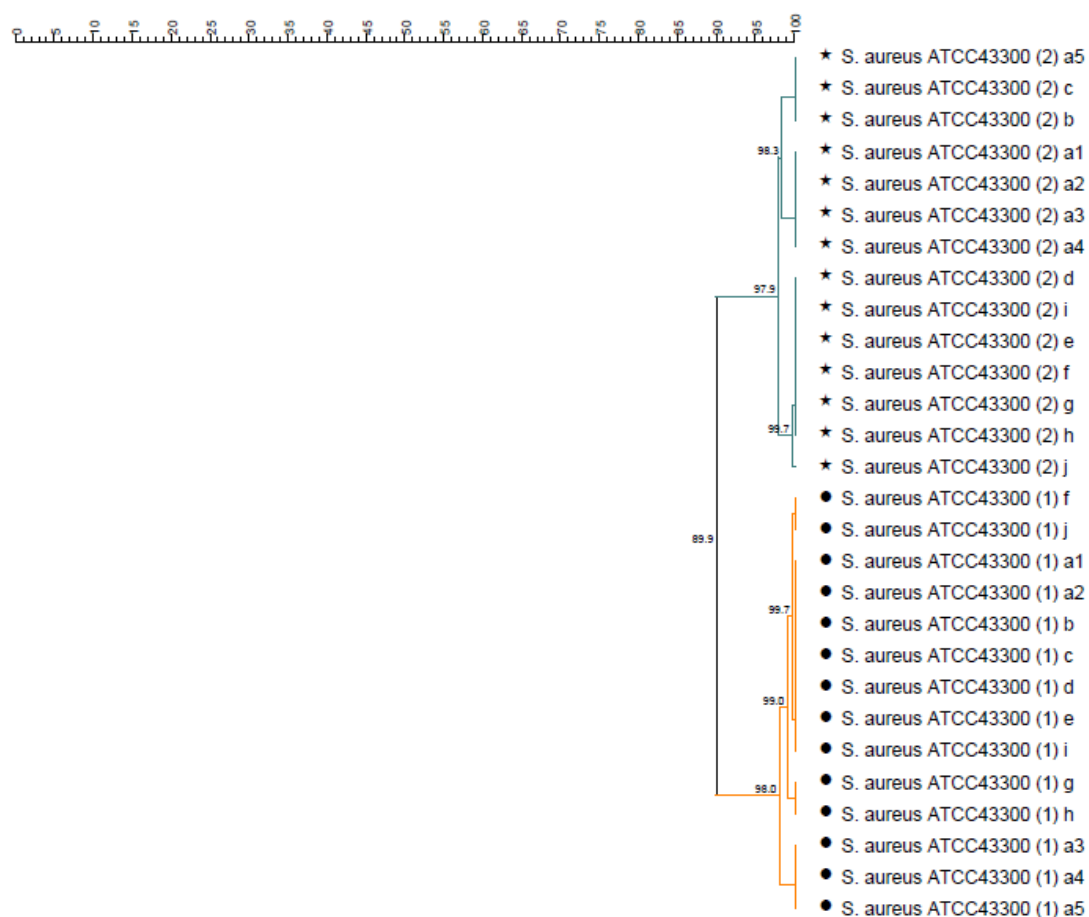 0 5 10 15 20 25 30 35 40 45 50 55 60 65 70 75 80 85 90 95 100
★ S. aureus ATCC43300 (2) a5
★ S. aureus ATCC43300 (2) c
★ S. aureus ATCC43300 (2) b
98.3
★ S. aureus ATCC43300 (2) a1
★ S. aureus ATCC43300 (2) a2
★ S. aureus ATCC43300 (2) a3
★ S. aureus ATCC43300 (2) a4
★ S. aureus ATCC43300 (2) d
97.9
★ S. aureus ATCC43300 (2) i
★ S. aureus ATCC43300 (2) e
★ S. aureus ATCC43300 (2) f
★ S. aureus ATCC43300 (2) g
99.7
★ S. aureus ATCC43300 (2) h
★ S. aureus ATCC43300 (2) j
● S. aureus ATCC43300 (1) f
● S. aureus ATCC43300 (1) j
89.9
● S. aureus ATCC43300 (1) a1
● S. aureus ATCC43300 (1) a2
99.7
● S. aureus ATCC43300 (1) b
● S. aureus ATCC43300 (1) c
● S. aureus ATCC43300 (1) d
99.0
● S. aureus ATCC43300 (1) e
● S. aureus ATCC43300 (1) i
● S. aureus ATCC43300 (1) g
98.0
● S. aureus ATCC43300 (1) h
● S. aureus ATCC43300 (1) a3
● S. aureus ATCC43300 (1) a4
● S. aureus ATCC43300 (1) a5